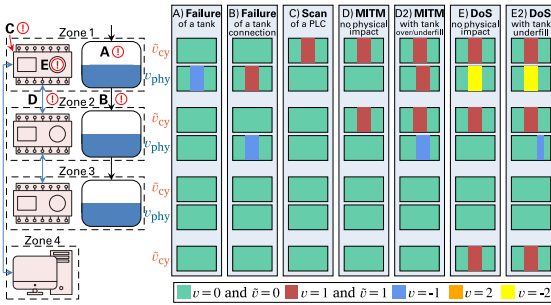 A) Failure of a tank
B) Failure of a tank connection
C) Scan of a PLC
D) MITM no physical impact
D2) MITM with tank over/underfill
E) DoS no physical impact
E2) DoS with tank underfill
C ! Zone 1
A !
E !
ṽcy
vphy
D ! B !
Zone 2
ṽcy
vphy
Zone 3
ṽcy
vphy
Zone 4
ṽcy
v=0 and ṽ=0 v=1 and ṽ=1 v=-1 v=2 v=-2